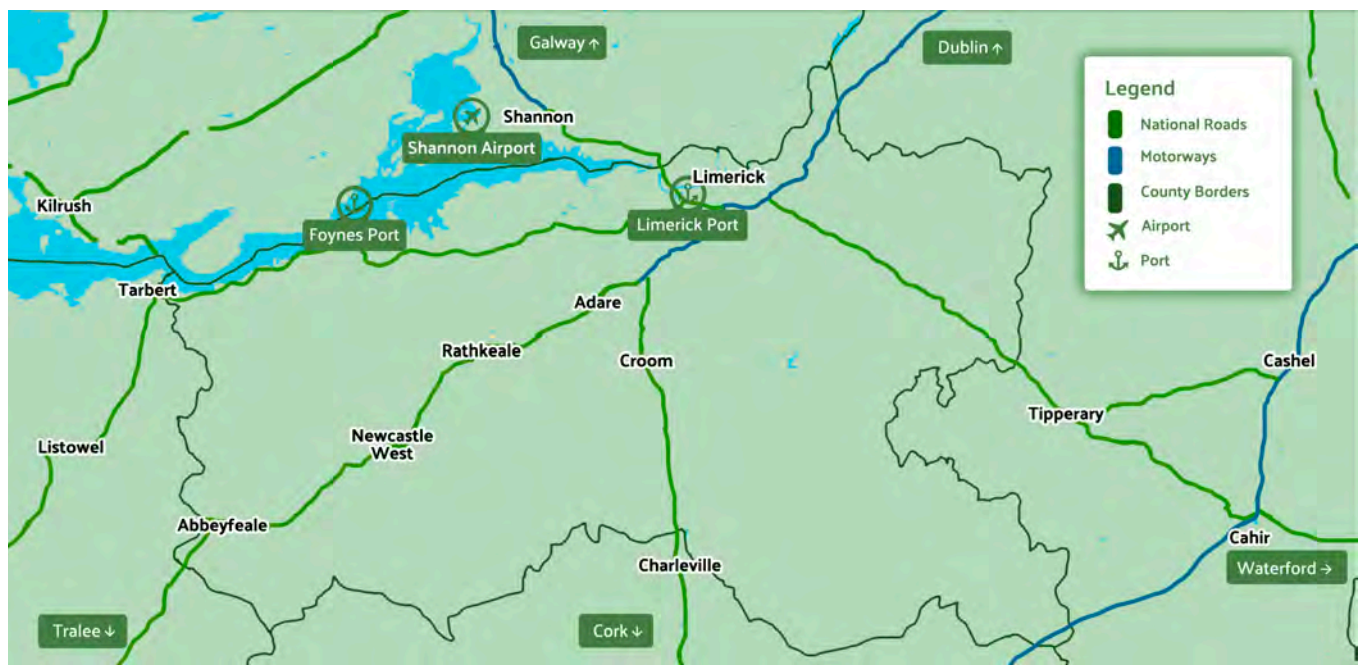 Galway ↑
Dublin ↑
Legend
National Roads
Motorways
County Borders
Airport
Port
Shannon
Shannon Airport
Limerick
Kilrush
Foynes Port
Limerick Port
Tarbert
Adare
Rathkeale
Croom
Cashel
Tipperary
Listowel
Newcastle
West
Abbeyfeale
Cahir
Charleville
Waterford →
Tralee ↓
Cork ↓